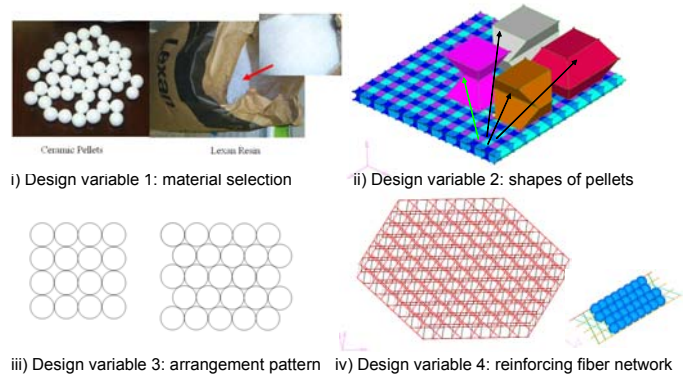 Lexan
Ceramic Pellets
Lexan Resin
i) Design variable 1: material selection
ii) Design variable 2: shapes of pellets
iii) Design variable 3: arrangement pattern
iv) Design variable 4: reinforcing fiber network